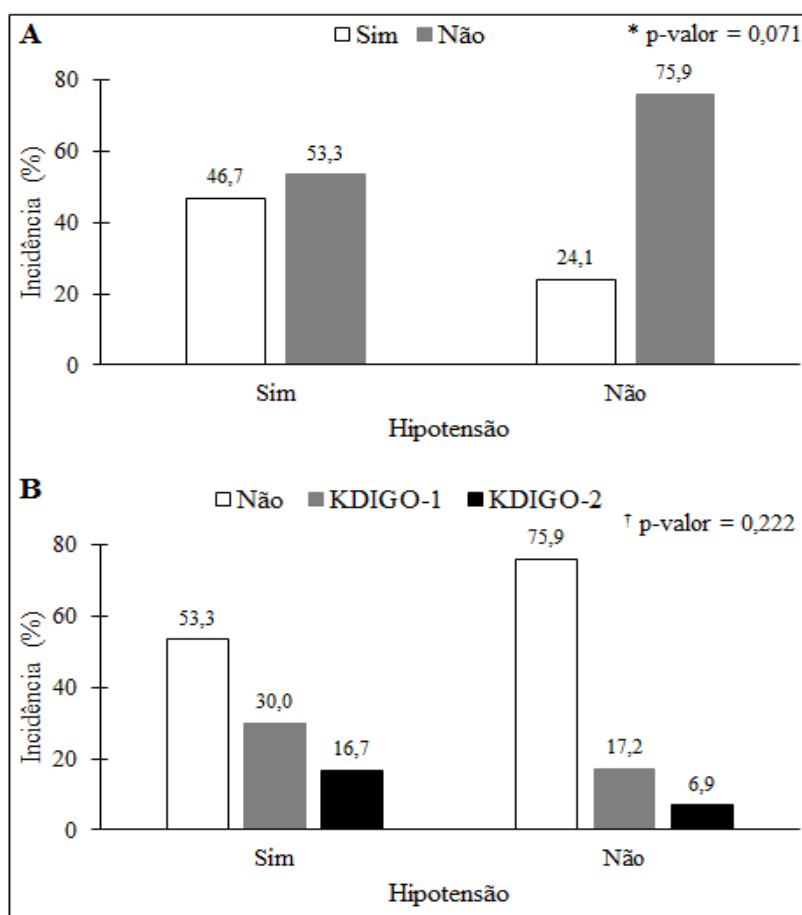 A
Sim Não * p-valor = 0,071
80
60
40
20
0
Incidência (%)
46,7 53,3 24,1 75,9
Sim Não
Hipotensão
B
Não KDIGO-1 KDIGO-2
† p-valor = 0,222
80
60
40
20
0
Incidência (%)
53,3 30,0 16,7 75,9 17,2 6,9
Sim Não
Hipotensão